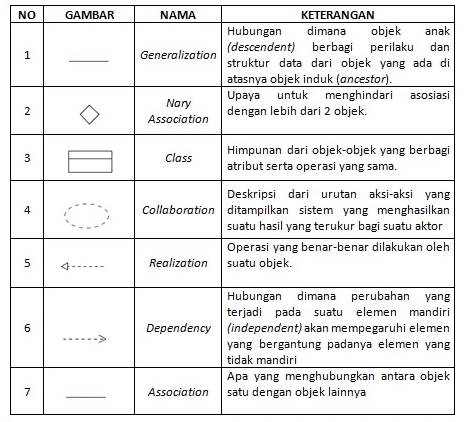 NO GAMBAR NAMA KETERANGAN
1 Generalization
Hubungan dimana objek anak
(descendent) berbagi perilaku dan
struktur data dari objek yang ada di
atasnya objek induk (ancestor).
2 Nary
Association
Upaya untuk menghindari asosiasi
dengan lebih dari 2 objek.
3 Class
Himpunan dari objek-objek yang berbagi
atribut serta operasi yang sama.
4 Collaboration
Deskripsi dari urutan aksi-aksi yang
ditampilkan sistem yang menghasilkan
suatu hasil yang terukur bagi suatu aktor
5 Realization
Operasi yang benar-benar dilakukan oleh
suatu objek.
6 Dependency
Hubungan dimana perubahan yang
terjadi pada suatu elemen mandiri
(independent) akan mempegaruhi elemen
yang bergantung padanya elemen yang
tidak mandiri
7 Association
Apa yang menghubungkan antara objek
satu dengan objek lainnya